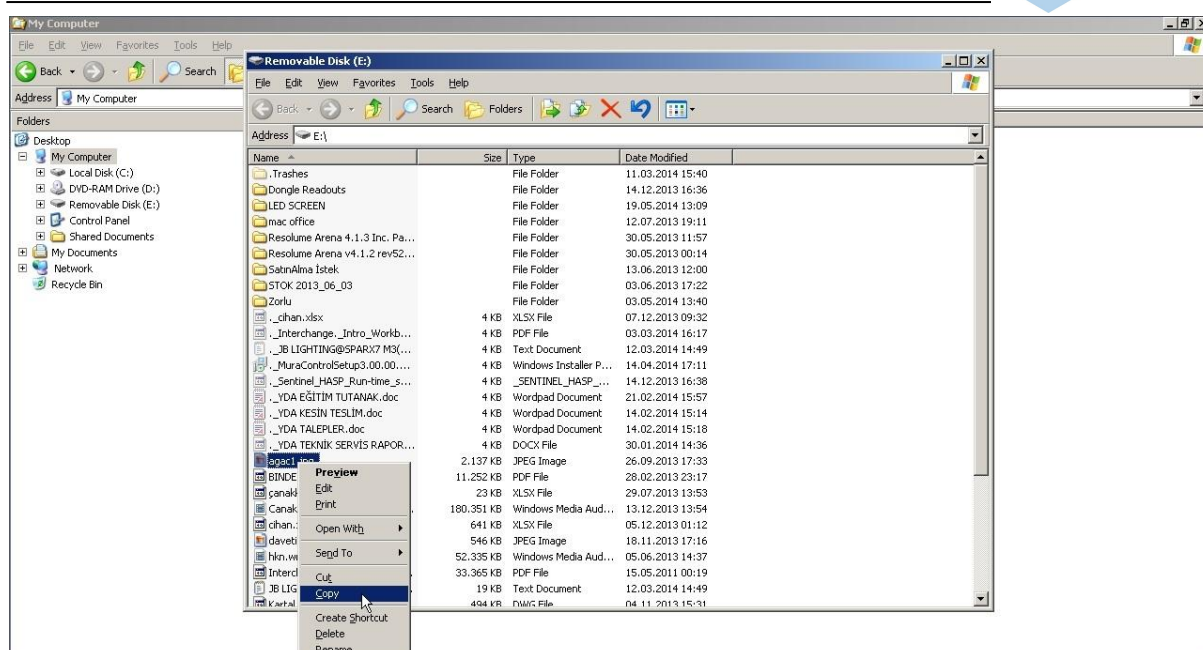 My Computer
File Edit View Favorites Tools Help
Back Search
Address My Computer
Folders
Desktop
My Computer
Local Disk (C:)
DVD-RAM Drive (D:)
Removable Disk (E:)
Control Panel
Shared Documents
My Documents
Network
Recycle Bin
Removable Disk (E:)
File Edit View Favorites Tools Help
Back Search Folders
Address E:\
Name Size Type Date Modified
.Trashes File Folder 11.03.2014 15:40
Dongle Readouts File Folder 14.12.2013 16:36
LED SCREEN File Folder 19.05.2014 13:09
mac office File Folder 12.07.2013 19:11
Resolume Arena 4.1.3 Inc. Pa... File Folder 30.05.2013 11:57
Resolume Arena v4.1.2 rev52... File Folder 30.05.2013 00:14
SatınAlma İstek File Folder 13.06.2013 12:00
STOK 2013_06_03 File Folder 03.06.2013 17:22
Zorlu File Folder 03.05.2014 13:40
._cihan.xlsx 4 KB XLSX File 07.12.2013 09:32
._Interchange._Intro_Workb... 4 KB PDF File 03.03.2014 16:17
._JB LIGHTING@SPARX7 M3(... 4 KB Text Document 12.03.2014 14:49
._MuraControlSetup3.00.00.... 4 KB Windows Installer P... 14.04.2014 17:11
._Sentinel_HASP_Run-time_s... 4 KB _SENTINEL_HASP_... 14.12.2013 16:38
._YDA EĞİTİM TUTANAK.doc 4 KB Wordpad Document 21.02.2014 15:57
._YDA KESİN TESLİM.doc 4 KB Wordpad Document 14.02.2014 15:14
._YDA TALEPLER.doc 4 KB Wordpad Document 14.02.2014 15:18
._YDA TEKNİK SERVİS RAPOR... 4 KB DOCX File 30.01.2014 14:36
agac1.jpg 2.137 KB JPEG Image 26.09.2013 17:33
BINDE 11.252 KB PDF File 28.02.2013 23:17
çanakl 23 KB XLSX File 29.07.2013 13:53
Canak 180.351 KB Windows Media Aud... 13.12.2013 13:54
cihan.: 641 KB XLSX File 05.12.2013 01:12
daveti 546 KB JPEG Image 18.11.2013 17:16
hkn.w 52.335 KB Windows Media Aud... 05.06.2013 14:37
Intercl 33.365 KB PDF File 15.05.2011 00:19
JB LIG 19 KB Text Document 12.03.2014 14:49
Kartal 494 KB DWG File 04.11.2013 15:31
Preview
Edit
Print
Open With
Send To
Cut
Copy
Create Shortcut
Delete
Rename